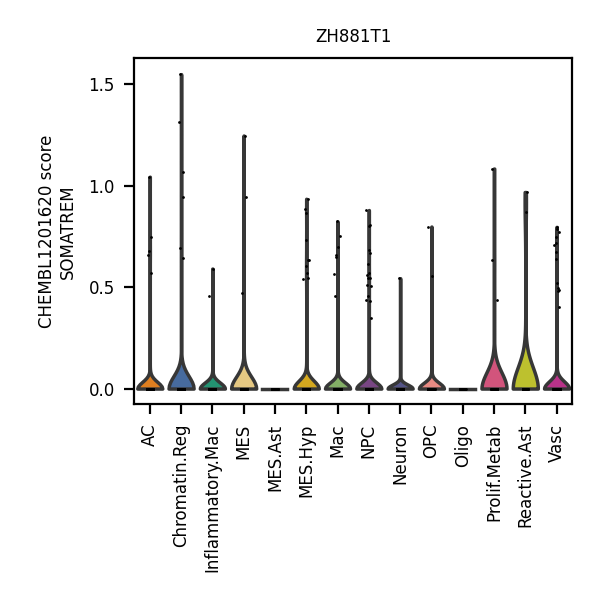 ZH881T1
CHEMBL1201620 score
SOMATREM
1.5
1.0
0.5
0.0
AC
Chromatin.Reg
Inflammatory.Mac
MES
MES.Ast
MES.Hyp
Mac
NPC
Neuron
OPC
Oligo
Prolif.Metab
Reactive.Ast
Vasc